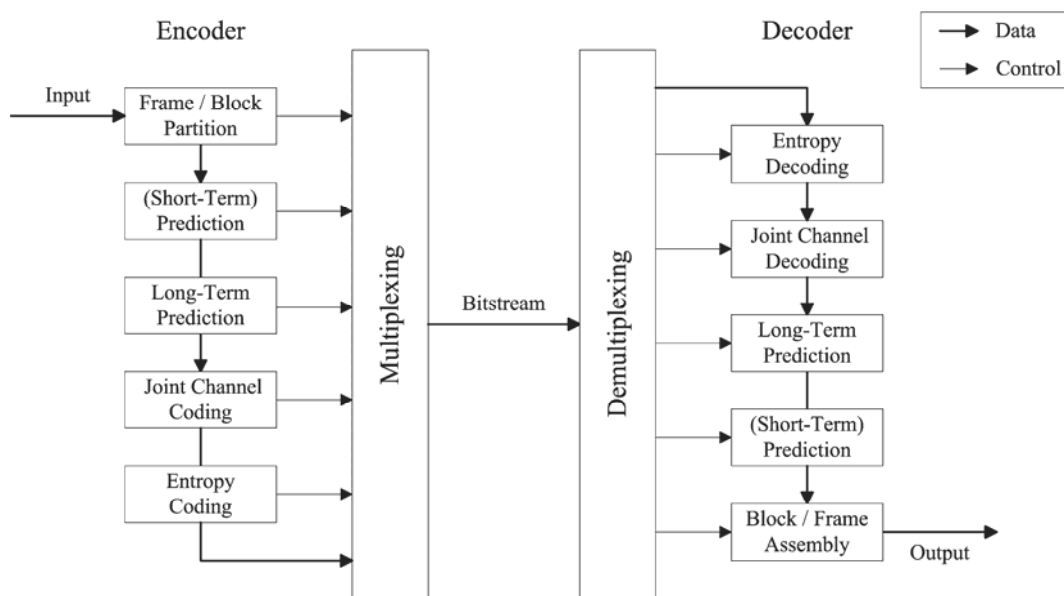 Encoder
Decoder
Data
Control
Input
Frame / Block
Partition
(Short-Term)
Prediction
Long-Term
Prediction
Joint Channel
Coding
Entropy
Coding
Multiplexing
Bitstream
Demultiplexing
Entropy
Decoding
Joint Channel
Decoding
Long-Term
Prediction
(Short-Term)
Prediction
Block / Frame
Assembly
Output